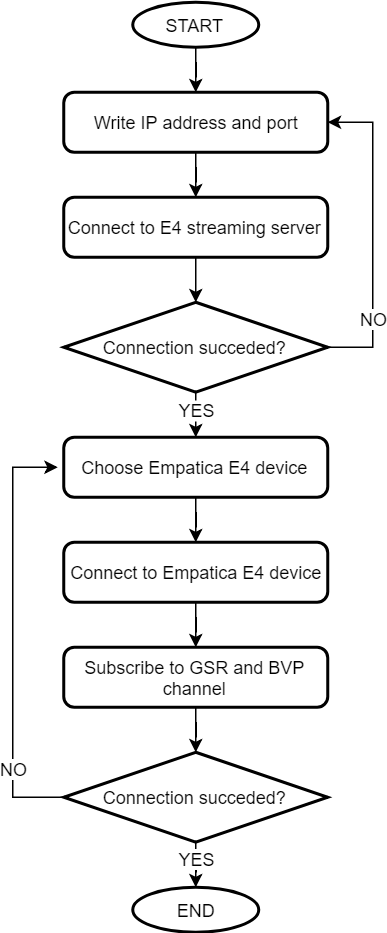 START
Write IP address and port
Connect to E4 streaming server
Connection succeded?
NO
YES
Choose Empatica E4 device
Connect to Empatica E4 device
Subscribe to GSR and BVP
channel
NO
Connection succeded?
YES
END